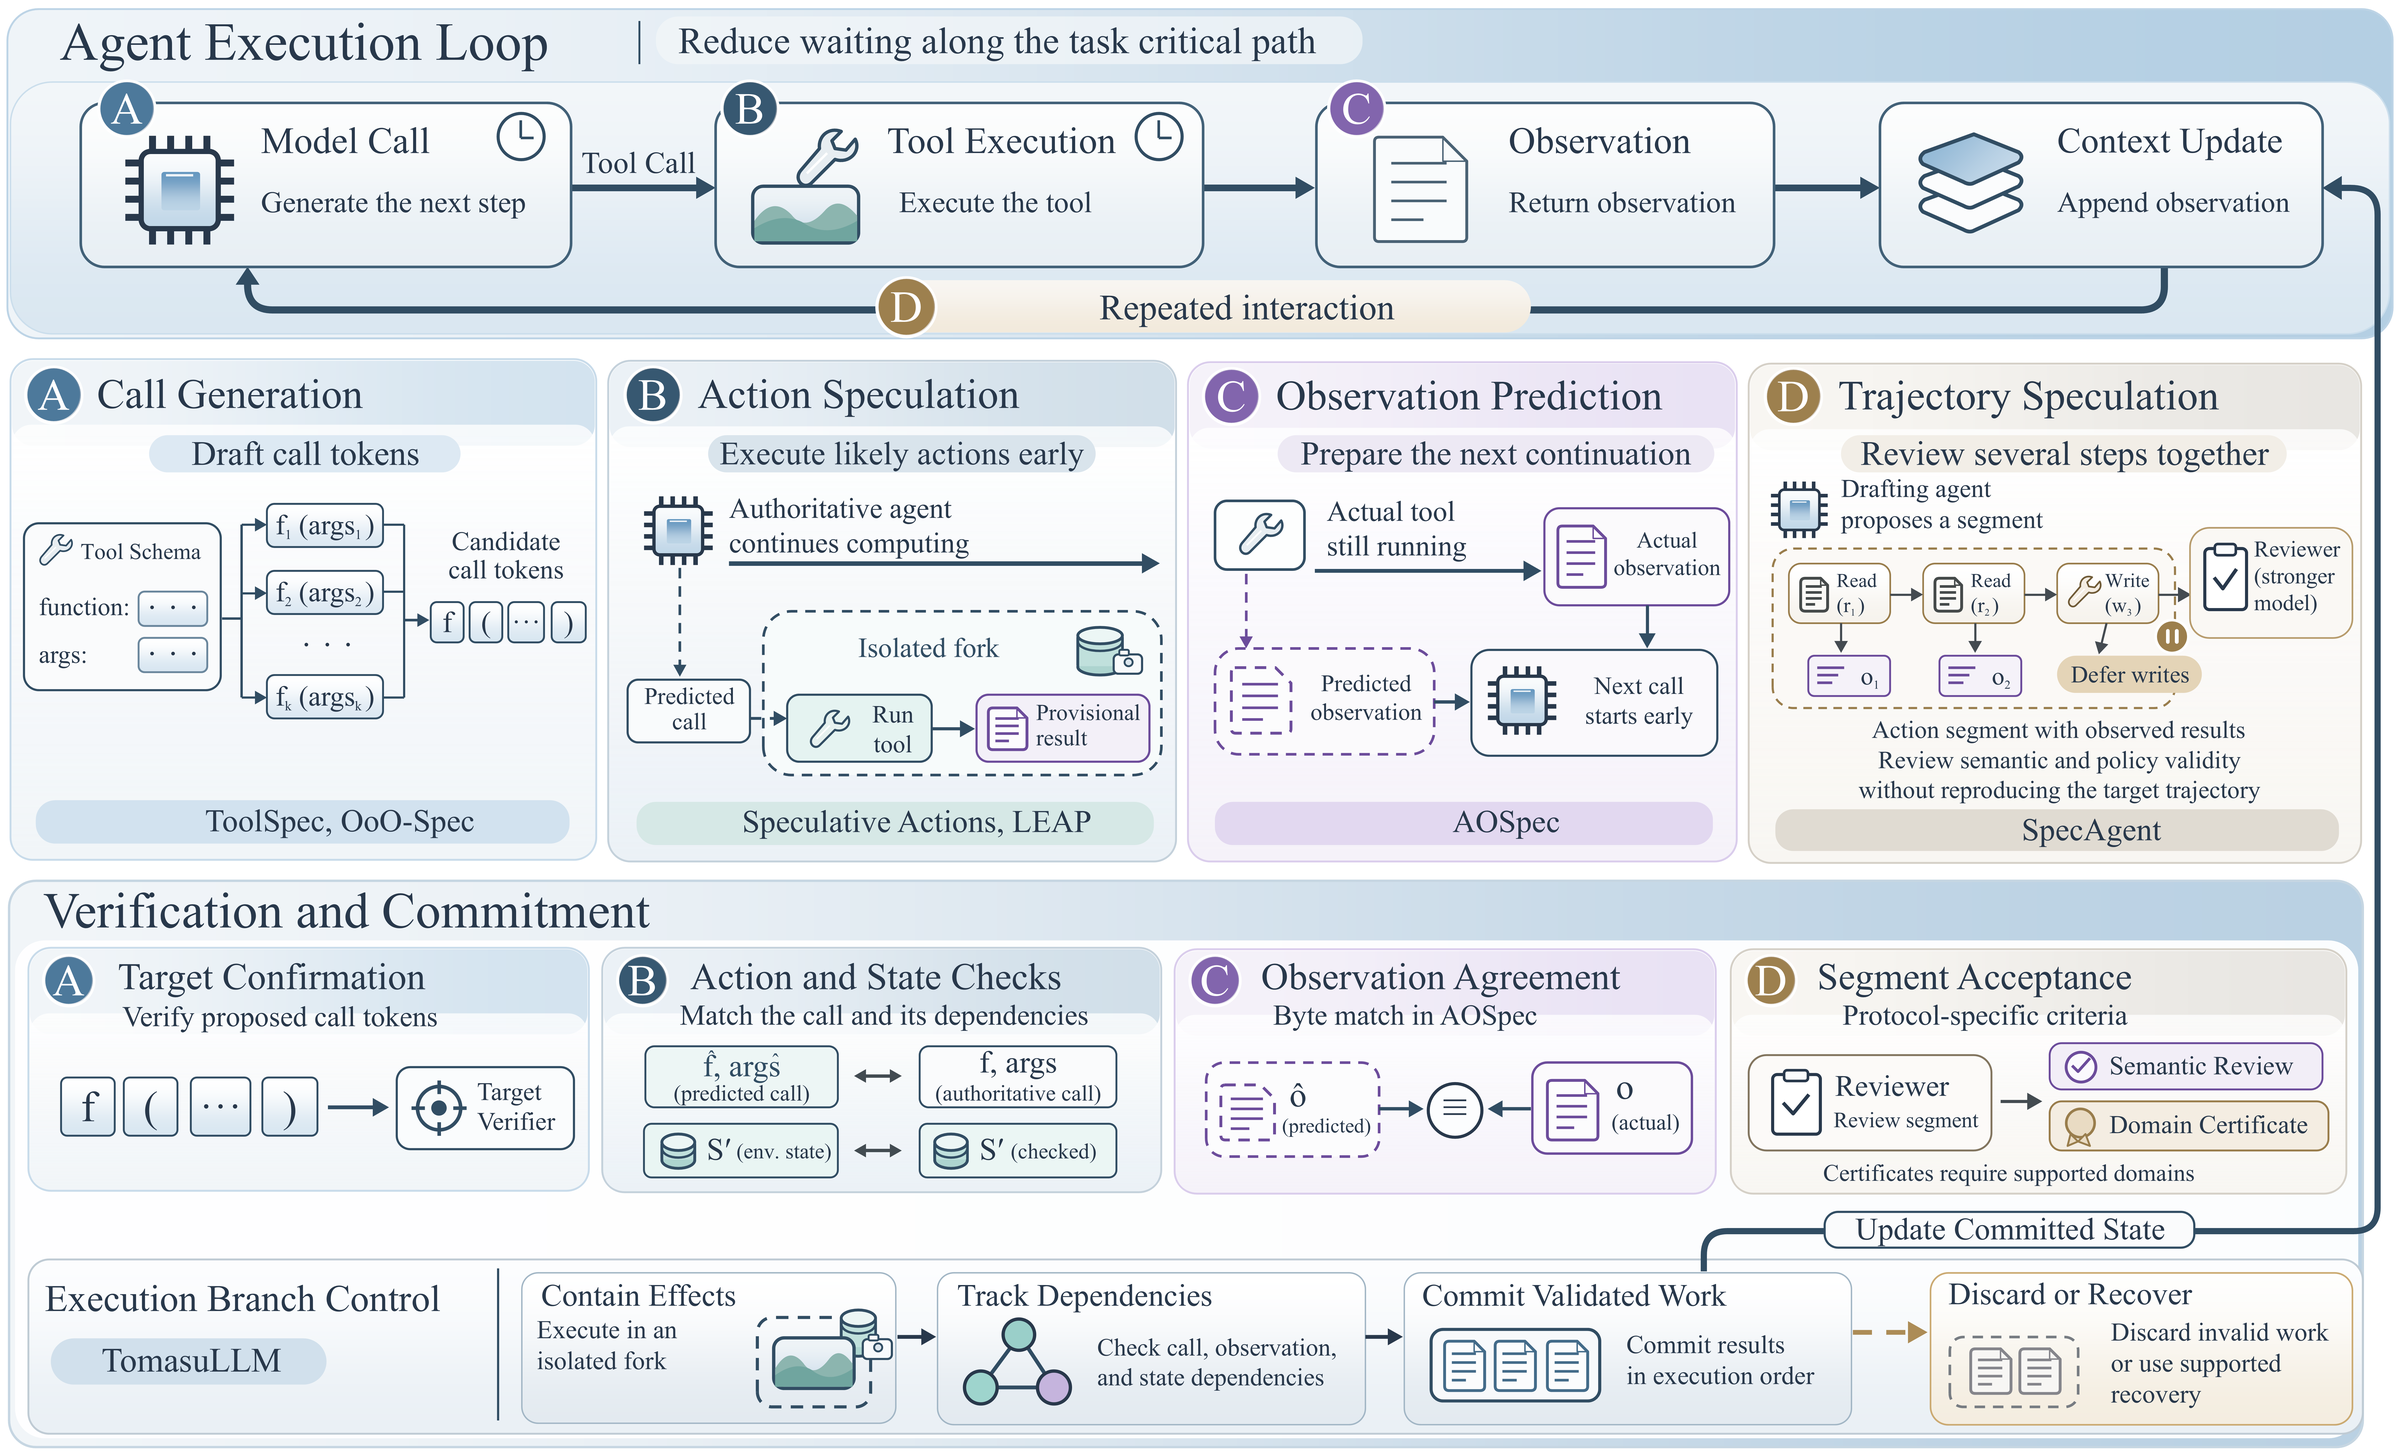 Agent Execution Loop
Reduce waiting along the task critical path
A
Model Call
Generate the next step
Tool Call
B
Tool Execution
Execute the tool
C
Observation
Return observation
Context Update
Append observation
D
Repeated interaction
A
Call Generation
Draft call tokens
Tool Schema
function:
· · ·
args:
· · ·
f₁ (args₁)
f₂ (args₂)
· · ·
fₖ (argsₖ)
Candidate
call tokens
f
(
···
)
ToolSpec, OoO-Spec
B
Action Speculation
Execute likely actions early
Authoritative agent
continues computing
Isolated fork
Predicted
call
Run
tool
Provisional
result
Speculative Actions, LEAP
C
Observation Prediction
Prepare the next continuation
Actual tool
still running
Actual
observation
Predicted
observation
Next call
starts early
AOSpec
D
Trajectory Speculation
Review several steps together
Drafting agent
proposes a segment
Read
(r₁)
Read
(r₂)
Write
(w₃)
Reviewer
(stronger
model)
o₁
o₂
Defer writes
Action segment with observed results
Review semantic and policy validity
without reproducing the target trajectory
SpecAgent
Verification and Commitment
A
Target Confirmation
Verify proposed call tokens
f
(
···
)
Target
Verifier
B
Action and State Checks
Match the call and its dependencies
f̂,argŝ
(predicted call)
f, args
(authoritative call)
S′ (env. state)
S′ (checked)
C
Observation Agreement
Byte match in AOSpec
ô
(predicted)
o
(actual)
D
Segment Acceptance
Protocol-specific criteria
Reviewer
Review segment
Semantic Review
Domain Certificate
Certificates require supported domains
Update Committed State
Execution Branch Control
TomasuLLM
Contain Effects
Execute in an
isolated fork
Track Dependencies
Check call, observation,
and state dependencies
Commit Validated Work
Commit results
in execution order
Discard or Recover
Discard invalid work
or use supported
recovery